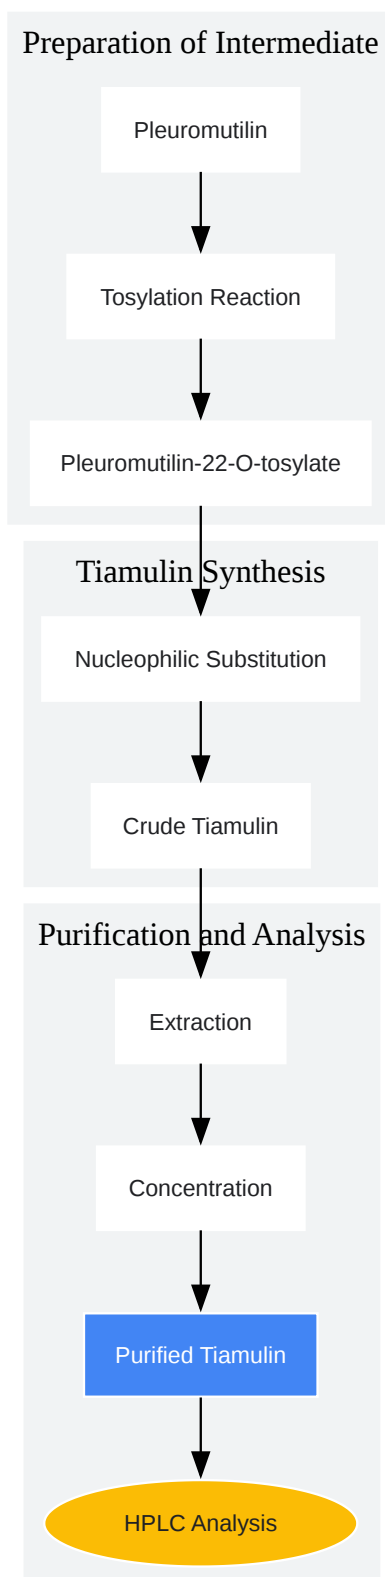 Preparation of Intermediate
Pleuromutilin
Tosylation Reaction
Pleuromutilin-22-O-tosylate
Tiamulin Synthesis
Nucleophilic Substitution
Crude Tiamulin
Purification and Analysis
Extraction
Concentration
Purified Tiamulin
HPLC Analysis